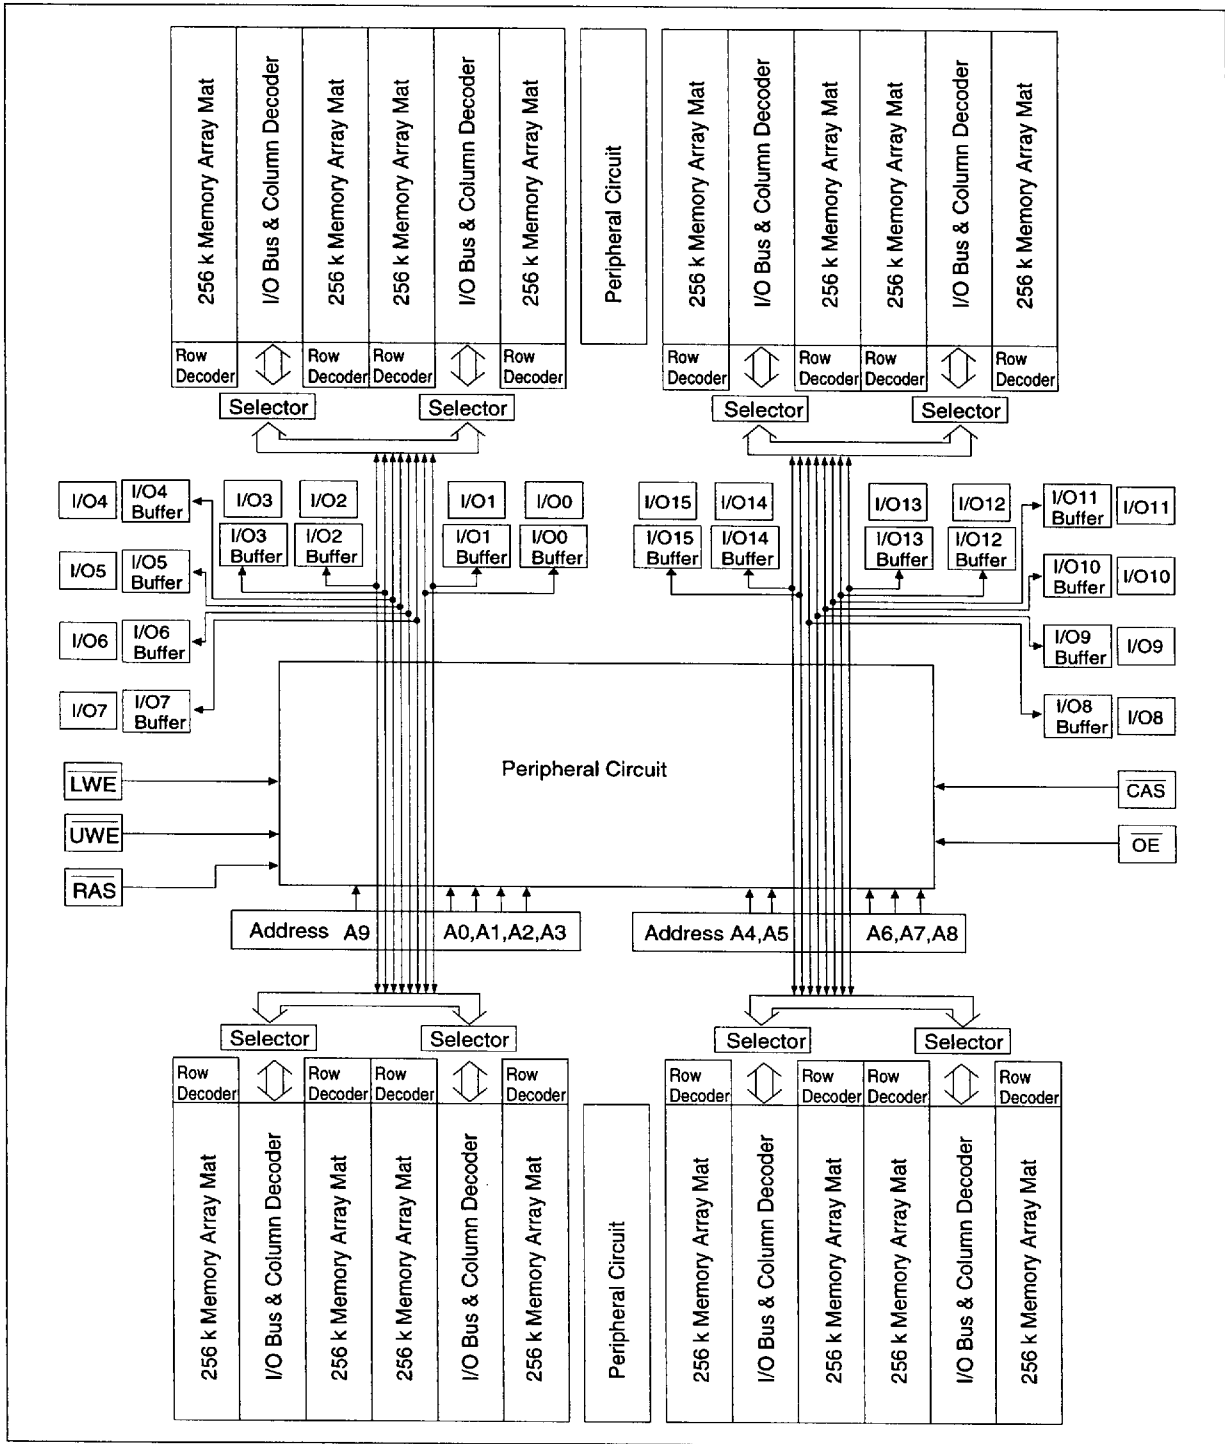 256 k Memory Array Mat
I/O Bus & Column Decoder
256 k Memory Array Mat
256 k Memory Array Mat
I/O Bus & Column Decoder
256 k Memory Array Mat
Peripheral Circuit
256 k Memory Array Mat
I/O Bus & Column Decoder
256 k Memory Array Mat
256 k Memory Array Mat
I/O Bus & Column Decoder
256 k Memory Array Mat
Row
Decoder
Row
Decoder
Row
Decoder
Row
Decoder
Row
Decoder
Row
Decoder
Row
Decoder
Row
Decoder
Selector
Selector
Selector
Selector
I/O4
I/O4
Buffer
I/O3
I/O2
I/O1
I/O0
I/O15
I/O14
I/O13
I/O12
I/O11
Buffer
I/O11
I/O3
Buffer
I/O2
Buffer
I/O1
Buffer
I/O0
Buffer
I/O15
Buffer
I/O14
Buffer
I/O13
Buffer
I/O12
Buffer
I/O5
I/O5
Buffer
I/O10
Buffer
I/O10
I/O6
I/O6
Buffer
I/O9
Buffer
I/O9
I/O7
I/O7
Buffer
I/O8
Buffer
I/O8
Peripheral Circuit
L̅W̅E̅
C̅A̅S̅
U̅W̅E̅
O̅E̅
R̅A̅S̅
Address A9
A0,A1,A2,A3
Address A4,A5
A6,A7,A8
Selector
Selector
Selector
Selector
Row
Decoder
Row
Decoder
Row
Decoder
Row
Decoder
Row
Decoder
Row
Decoder
Row
Decoder
Row
Decoder
256 k Memory Array Mat
I/O Bus & Column Decoder
256 k Memory Array Mat
256 k Memory Array Mat
I/O Bus & Column Decoder
256 k Memory Array Mat
Peripheral Circuit
256 k Memory Array Mat
I/O Bus & Column Decoder
256 k Memory Array Mat
256 k Memory Array Mat
I/O Bus & Column Decoder
256 k Memory Array Mat